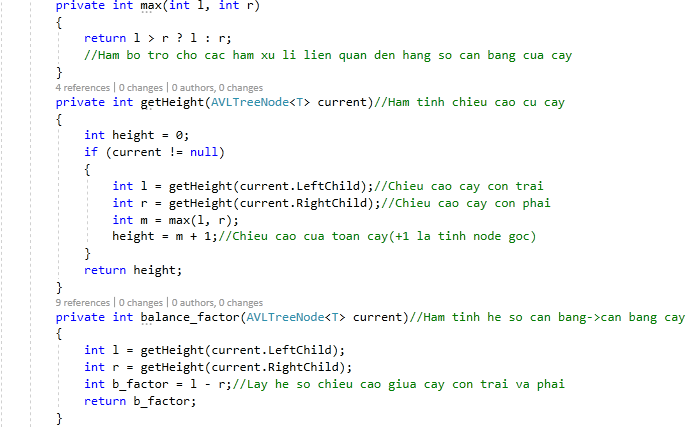 private int max(int l, int r)
{
return l > r ? l : r;
//Ham bo tro cho cac ham xu li lien quan den hang so can bang cua cay
}
4 references | 0 changes | 0 authors, 0 changes
private int getHeight(AVLTreeNode<T> current)//Ham tinh chieu cao cu cay
{
int height = 0;
if (current != null)
{
int l = getHeight(current.LeftChild);//Chieu cao cay con trai
int r = getHeight(current.RightChild);//Chieu cao cay con phai
int m = max(l, r);
height = m + 1;//Chieu cao cua toan cay(+1 la tinh node goc)
}
return height;
}
9 references | 0 changes | 0 authors, 0 changes
private int balance_factor(AVLTreeNode<T> current)//Ham tinh he so can bang->can bang cay
{
int l = getHeight(current.LeftChild);
int r = getHeight(current.RightChild);
int b_factor = l - r;//Lay he so chieu cao giua cay con trai va phai
return b_factor;
}